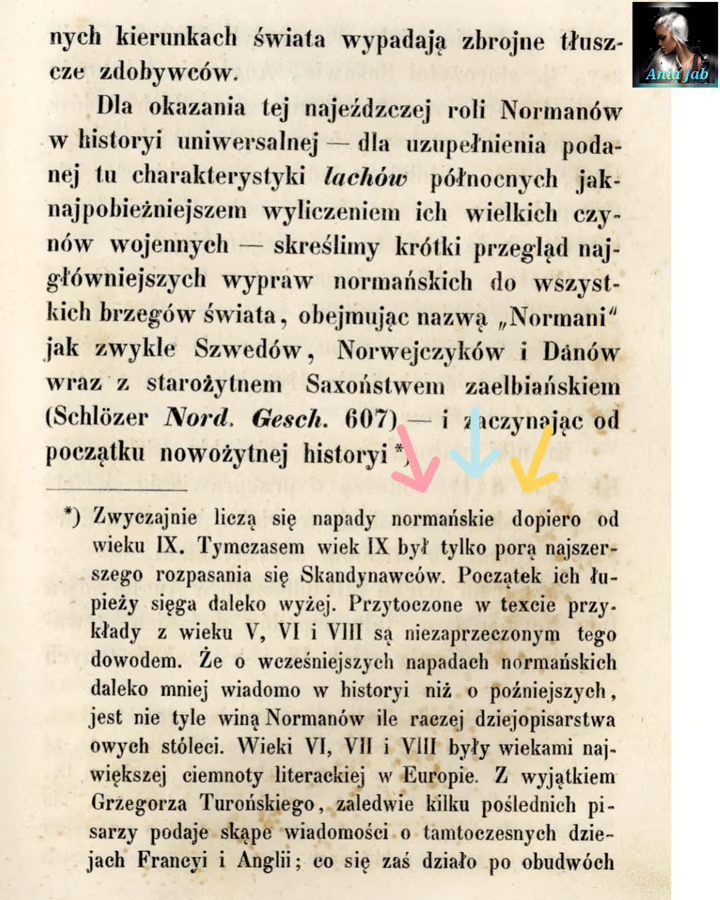 nych kierunkach świata wypadają zbrojne tłusz-
cze zdobywców.
Dla okazania tej najeźdzczej roli Normanów
w historyi uniwersalnej — dla uzupełnienia poda-
nej tu charakterystyki lachów północnych jak-
najpobieżniejszem wyliczeniem ich wielkich czy-
nów wojennych — skreślimy krótki przegląd naj-
główniejszych wypraw normańskich do wszyst-
kich brzegów świata, obejmując nazwą „Normani"
jak zwykle Szwedów, Norwejczyków i Danów
wraz z starożytnem Saxoństwem zaelbiańskiem
(Schlözer Nord. Gesch. 607) — i zaczynając od
początku nowożytnej historyi *)
*) Zwyczajnie liczą się napady normańskie dopiero od
wieku IX. Tymczasem wiek IX był tylko porą najszer-
szego rozpasania się Skandynawców. Początek ich łu-
pieży sięga daleko wyżej. Przytoczone w texcie przy-
kłady z wieku V, VI i VIII są niezaprzeczonym tego
dowodem. Że o wcześniejszych napadach normańskich
daleko mniej wiadomo w historyi niż o poźniejszych,
jest nie tyle winą Normanów ile raczej dziejopisarstwa
owych stóleci. Wieki VI, VII i VIII były wiekami naj-
większej ciemnoty literackiej w Europie. Z wyjątkiem
Grzegorza Turońskiego, zaledwie kilku poślednich pi-
sarzy podaje skąpe wiadomości o tamtoczesnych dzie-
jach Francyi i Anglii; co się zaś działo po obudwóch
Anta jab